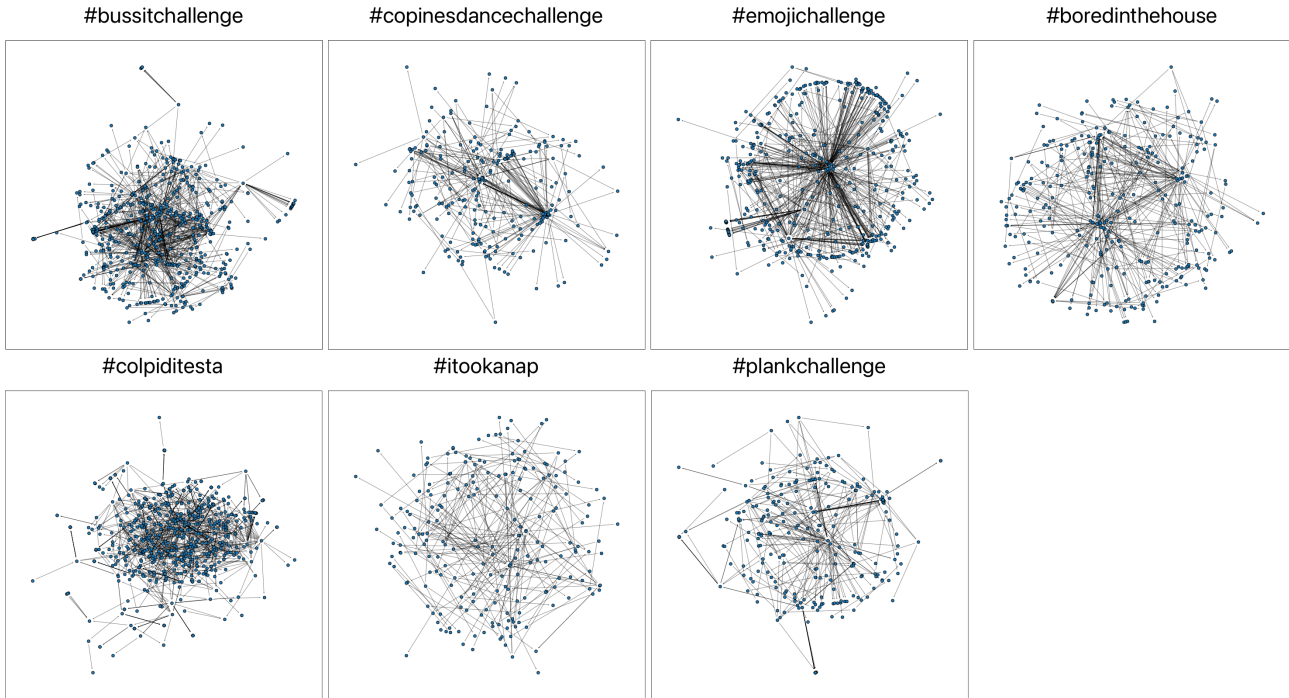 #bussitchallenge
#copinesdancechallenge
#emojichallenge
#boredinthehouse
#colpiditesta
#itookanap
#plankchallenge